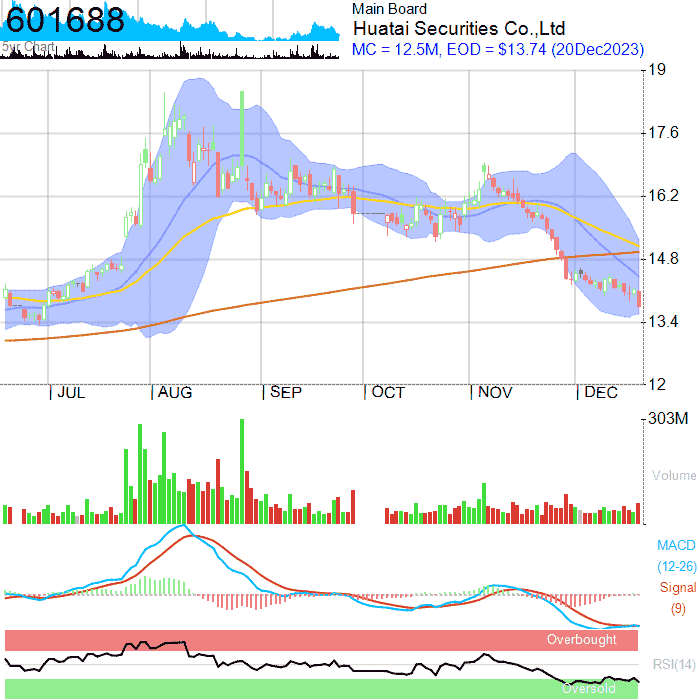 601688
5yr Chart
Main Board
Huatai Securities Co.,Ltd
MC = 12.5M, EOD = $13.74 (20Dec2023)
19
17.6
16.2
14.8
13.4
12
JUL AUG SEP OCT NOV DEC
303M
Volume
MACD
(12-26)
Signal
(9)
Overbought
RSI(14)
Oversold